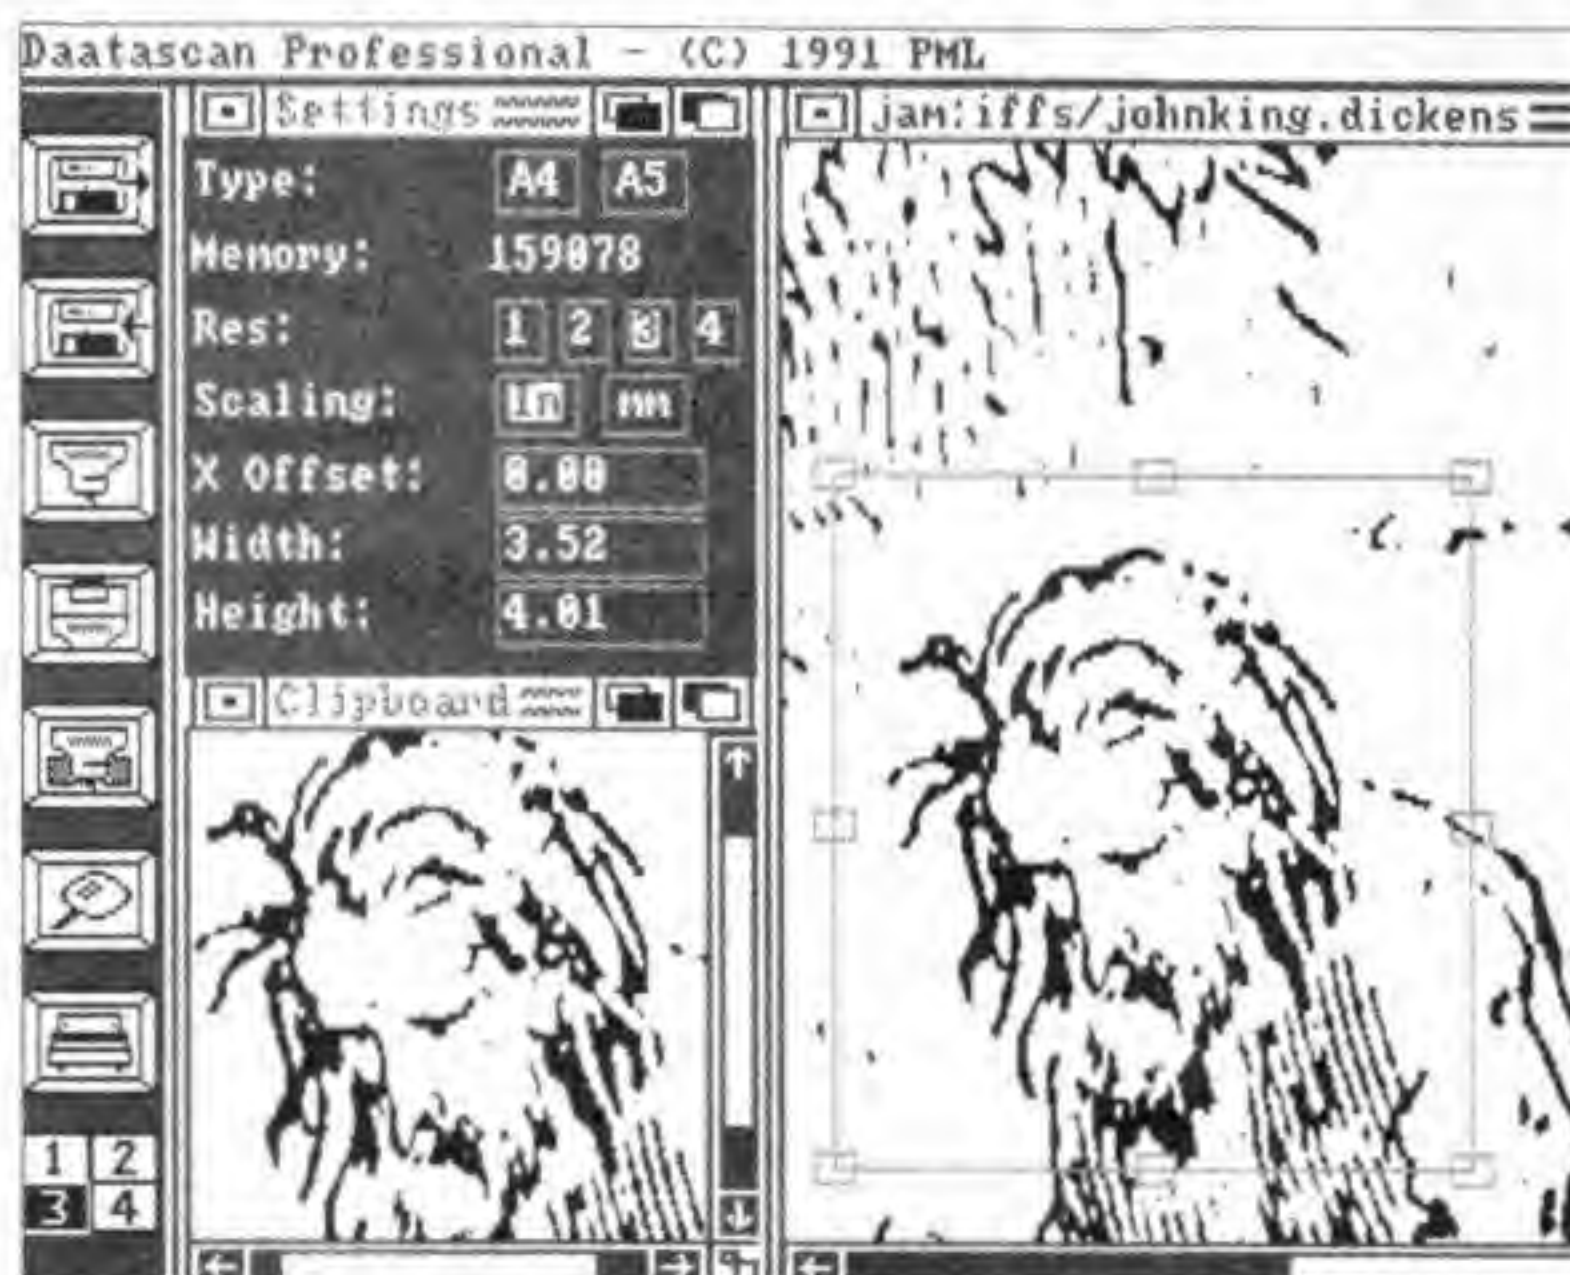 Daatascan Professional - (C) 1991 PML
Settings
Type: A4 A5
Memory: 159078
Res: 1 2 3 4
Scaling: in mm
X Offset: 0.00
Width: 3.52
Height: 4.01
Clipboard
1 2
3 4
jam:iffs/johnking.dickens